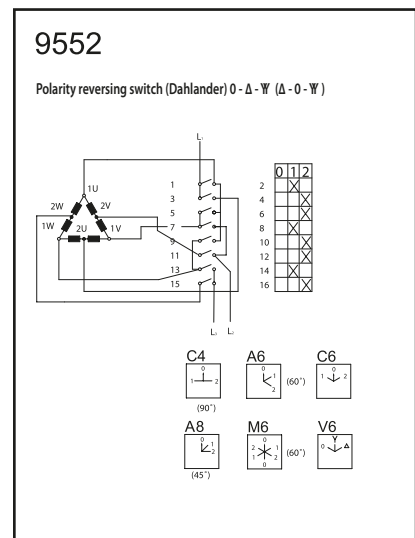 9552
Polarity reversing switch (Dahlander) 0 - Δ - YY (Δ - 0 - YY )
L₁
1U
2W 2V
1W 2U 1V
1
3
5
7
9
11
13
15
0 1 2
2 X
4 X
6 X
8 X
10 X
12 X
14 X
16 X
L₃ L₂
C4 A6 C6
0 0 0
1 2 1 2 (60°) 1 2
(90°)
A8 M6 V6
0 0 Y
1 2 2 1 1 2 (60°) 0 Δ
(45°) 0